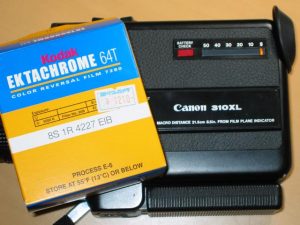 Kodak
EKTACHROME 64T
COLOR REVERSAL FILM 7280
8S 1R 4227 EIB
PROCESS E-6
STORE AT 55°F (13°C) OR BELOW
BATTERY
CHECK
50 40 30 20 10 5
Canon 310XL
MACRO DISTANCE 21.5cm 8.5in. FROM FILM PLANE INDICATOR